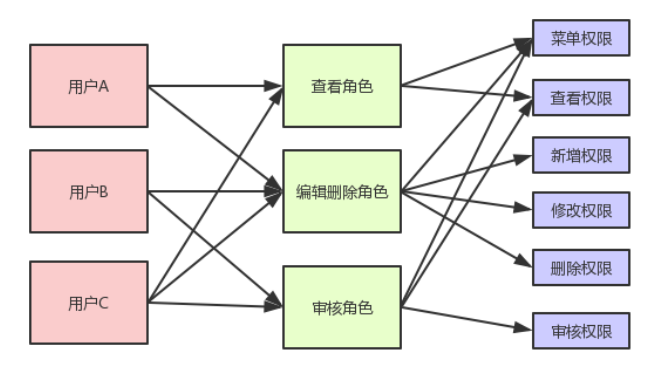 用户A
用户B
用户C
查看角色
编辑删除角色
审核角色
菜单权限
查看权限
新增权限
修改权限
删除权限
审核权限